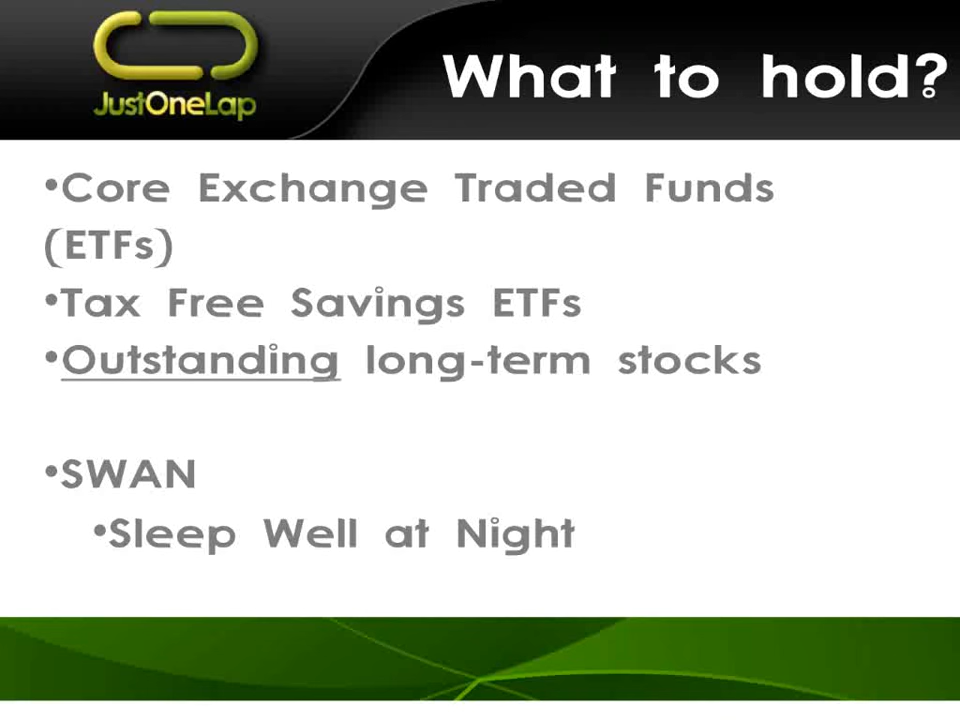 JustOneLap
What to hold?
•Core Exchange Traded Funds
(ETFs)
•Tax Free Savings ETFs
•Outstanding long-term stocks
•SWAN
•Sleep Well at Night